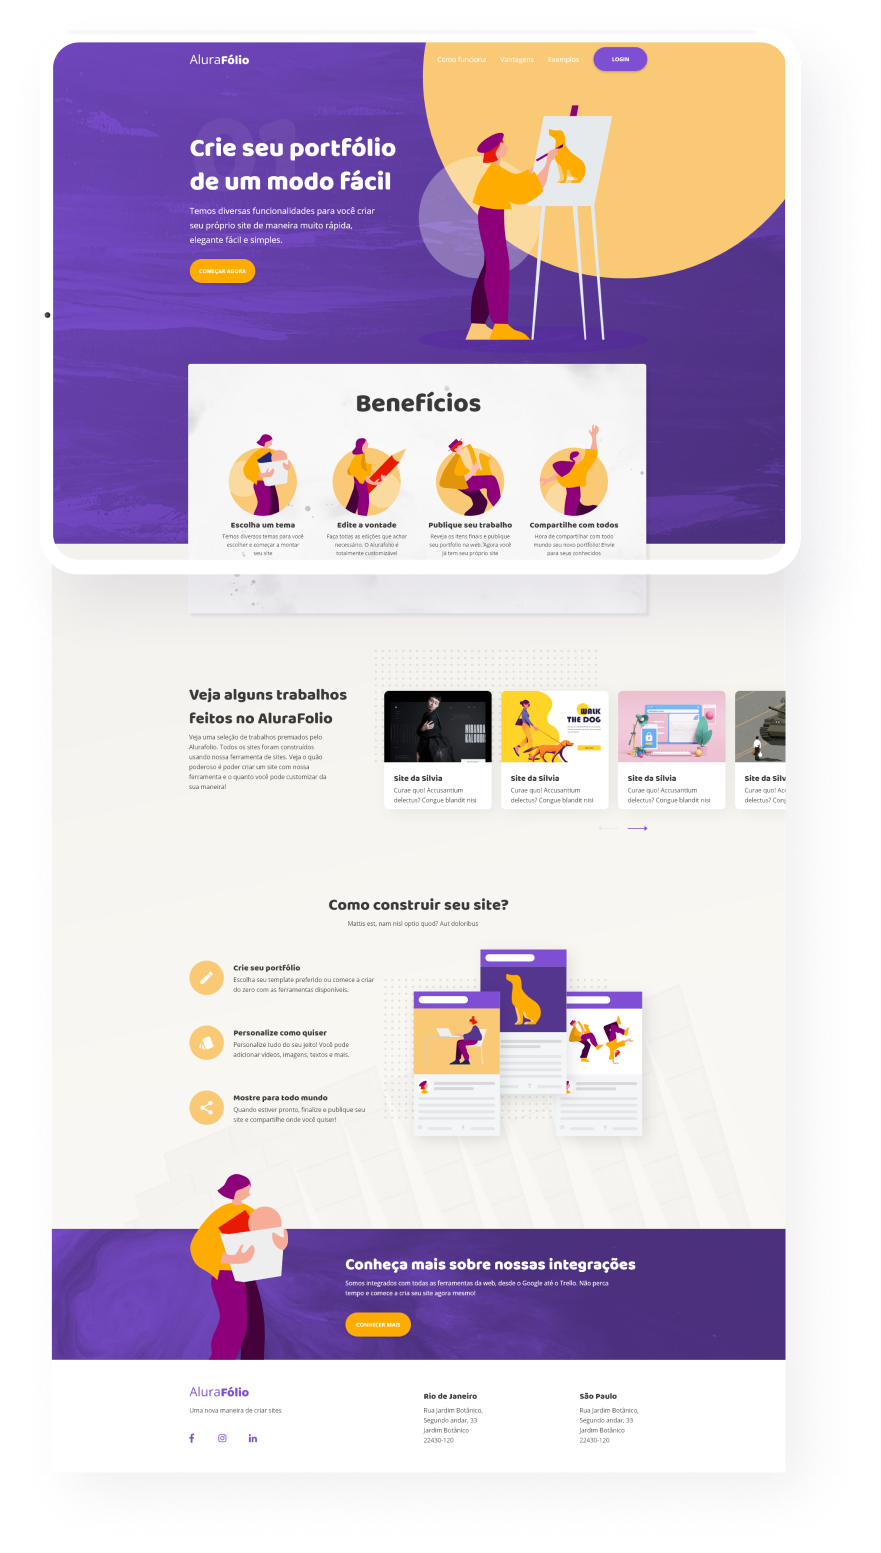 AluraFólio
Como funciona
Vantagens
Exemplos
LOGIN
01
Crie seu portfólio
de um modo fácil
Temos diversas funcionalidades para você criar
seu próprio site de maneira muito rápida,
elegante fácil e simples.
COMEÇAR AGORA
Benefícios
Escolha um tema
Temos diversos temas para você
escolher e começar a montar
seu site
Edite a vontade
Faça todas as edições que achar
necessário. O Alurafolio é
totalmente customizável
Publique seu trabalho
Reveja os itens finais e publique
seu portfolio na web. Agora você
já tem seu próprio site
Compartilhe com todos
Hora de compartilhar com todo
mundo seu novo portfolio! Envie
para seus conhecidos
Veja alguns trabalhos
feitos no AluraFolio
Veja uma seleção de trabalhos premiados pelo
Alurafolio. Todos os sites foram construídos
usando nossa ferramenta de sites. Veja o quão
poderoso é poder criar um site com nossa
ferramenta e o quanto você pode customizar da
sua maneira!
MIRANDA
WALK
THE DOG
Site da Silvia
Curae quo! Accusantium
delectus? Congue blandit nisi
Site da Silvia
Curae quo! Accusantium
delectus? Congue blandit nisi
Site da Silvia
Curae quo! Accusantium
delectus? Congue blandit nisi
Site da Silv
Curae quo! Ac
delectus? Cong
Como construir seu site?
Mattis est, nam nisl optio quod? Aut doloribus
Crie seu portfólio
Escolha seu template preferido ou comece a criar
do zero com as ferramentas disponíveis.
Personalize como quiser
Personalize tudo do seu jeito! Você pode
adicionar vídeos, imagens, textos e mais.
Mostre para todo mundo
Quando estiver pronto, finalize e publique seu
site e compartilhe onde você quiser!
Conheça mais sobre nossas integrações
Somos integrados com todas as ferramentas da web, desde o Google até o Trello. Não perca
tempo e comece a cria seu site agora mesmo!
CONHECER MAIS
AluraFólio
Uma nova maneira de criar sites
Rio de Janeiro
Rua Jardim Botânico,
Segundo andar, 33
Jardim Botânico
22430-120
São Paulo
Rua Jardim Botânico,
Segundo andar, 33
Jardim Botânico
22430-120